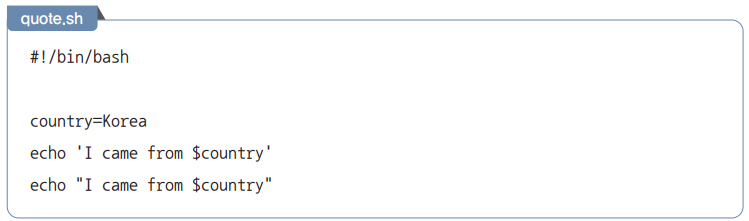 quote.sh
#!/bin/bash
country=Korea
echo 'I came from $country'
echo "I came from $country"